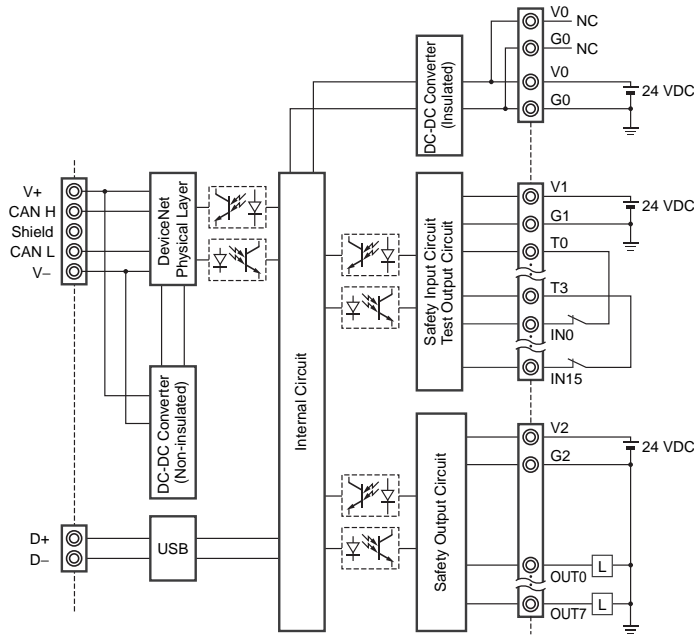 V0
NC
G0
NC
V0
24 VDC
G0
DC-DC Converter
(Insulated)
V+
CAN H
Shield
CAN L
V–
DeviceNet
Physical Layer
DC-DC Converter
(Non-insulated)
D+
D–
USB
Internal Circuit
Safety Input Circuit
Test Output Circuit
V1
24 VDC
G1
T0
T3
IN0
IN15
Safety Output Circuit
V2
24 VDC
G2
OUT0
L
OUT7
L